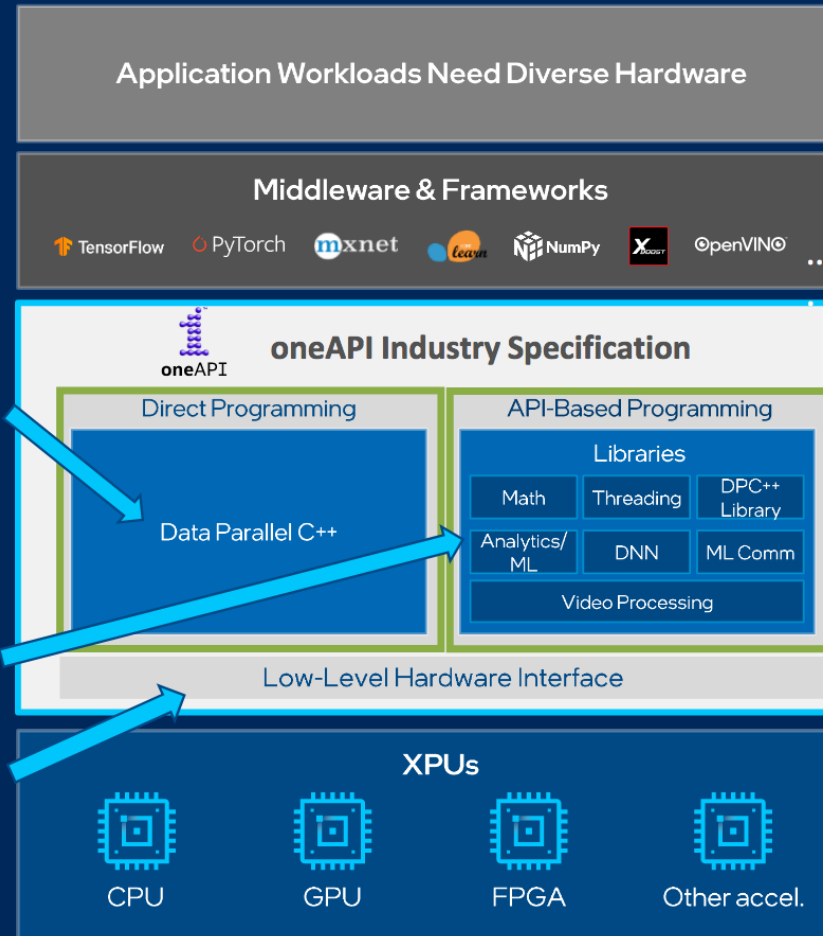 Application Workloads Need Diverse Hardware
Middleware & Frameworks
TensorFlow PyTorch mxnet learn NumPy XBOOST OpenVINO ...
oneAPI
oneAPI Industry Specification
Direct Programming
Data Parallel C++
API-Based Programming
Libraries
Math
Threading
DPC++
Library
Analytics/
ML
DNN
ML Comm
Video Processing
Low-Level Hardware Interface
XPUs
CPU
GPU
FPGA
Other accel.